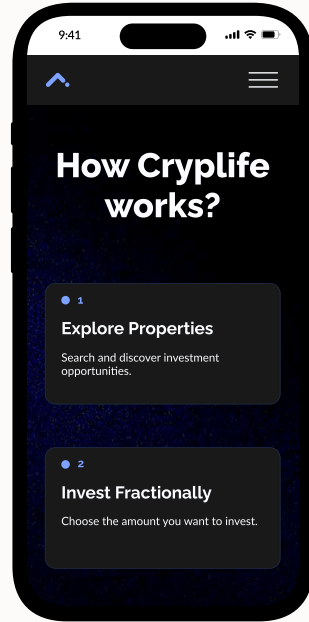 9:41
How Cryplife
works?
1
Explore Properties
Search and discover investment
opportunities.
2
Invest Fractionally
Choose the amount you want to invest.